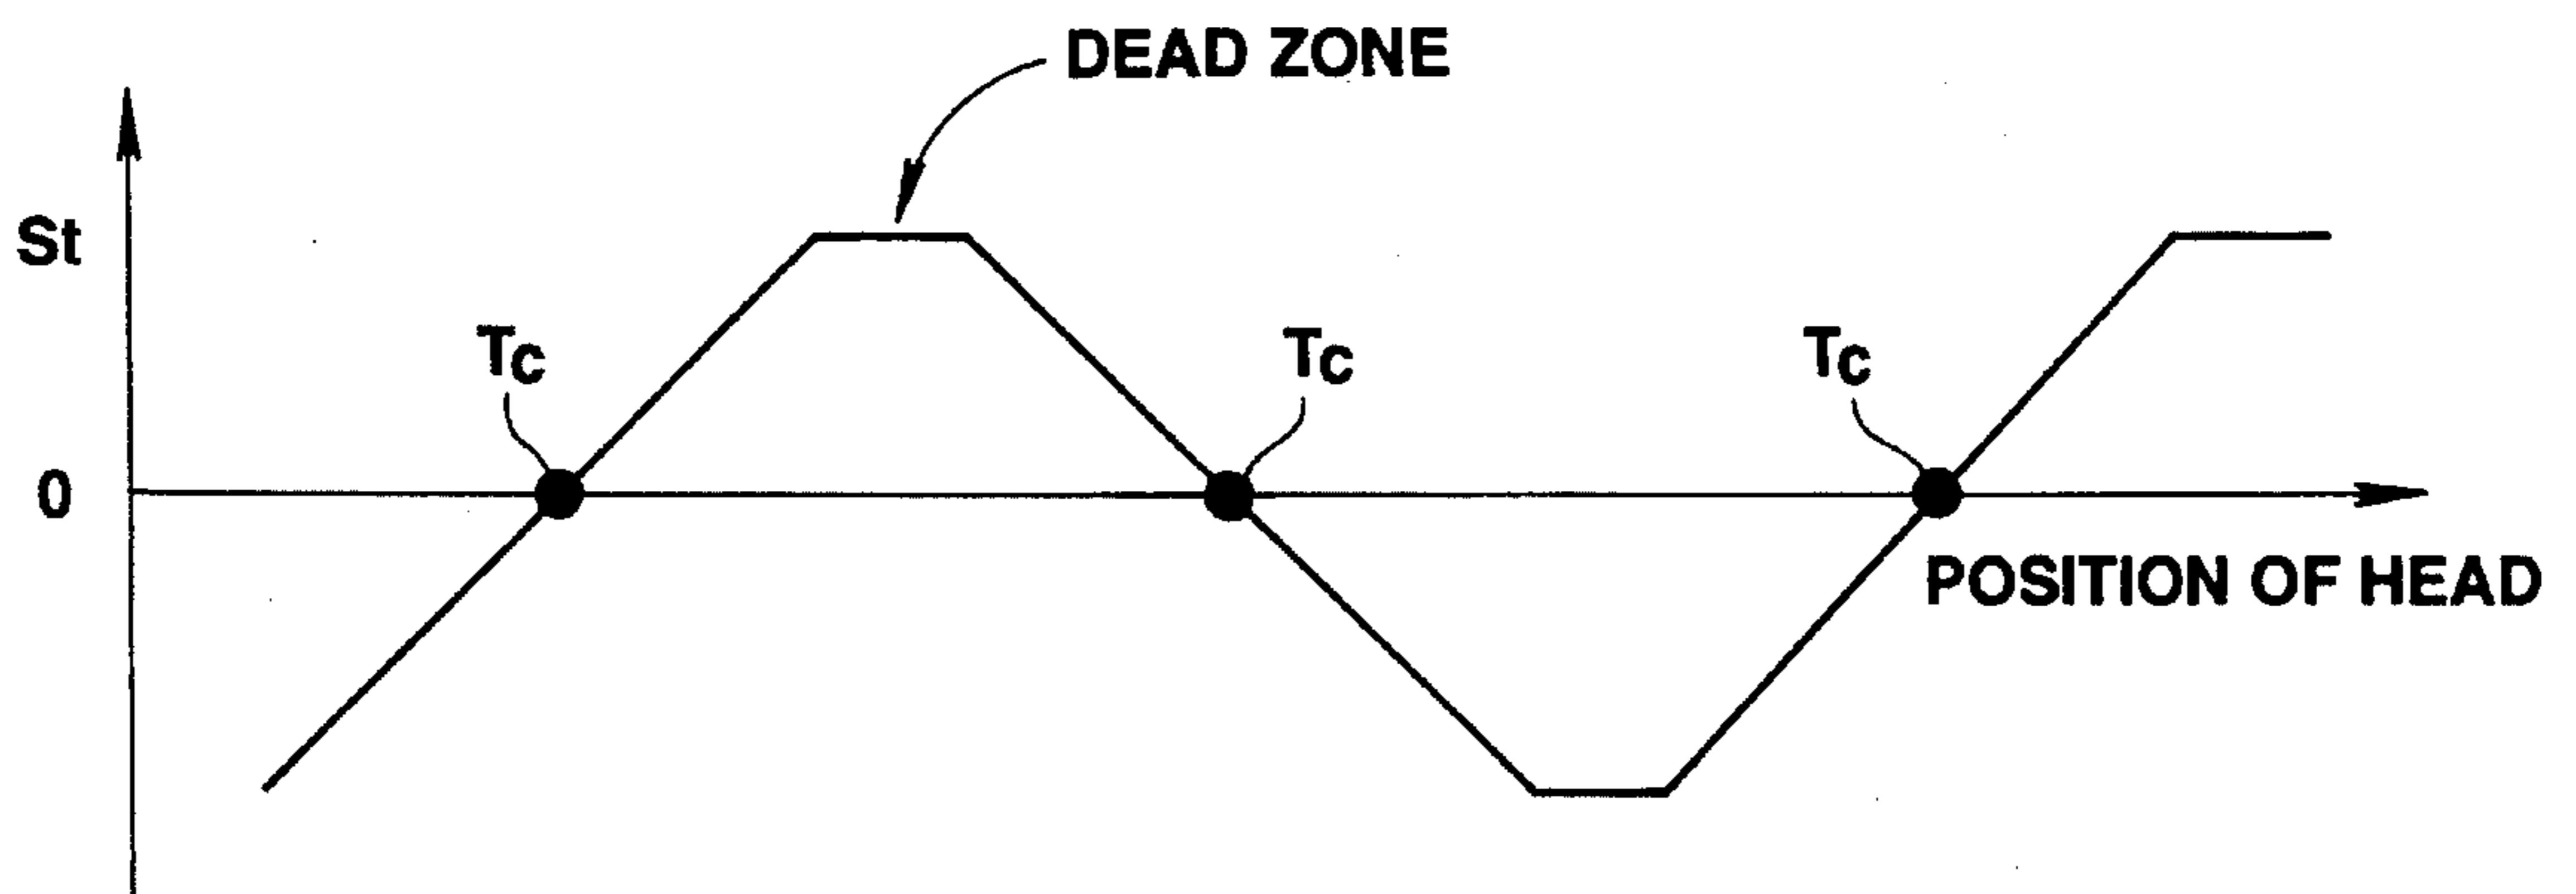 DEAD ZONE
St
Tc
Tc
Tc
0
POSITION OF HEAD